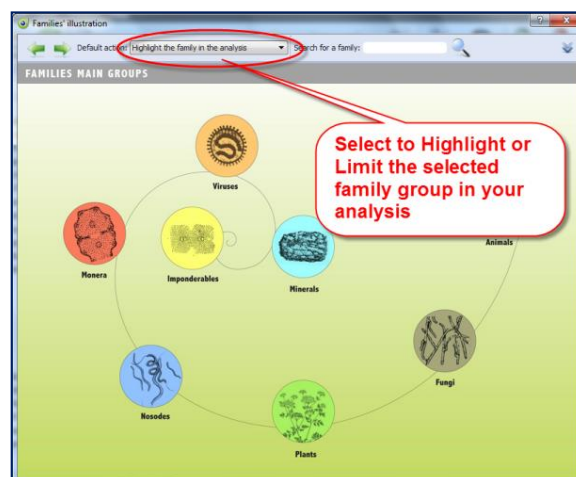 Families' illustration
Default action: Highlight the family in the analysis Search for a family:
FAMILIES MAIN GROUPS
Select to Highlight or
Limit the selected
family group in your
analysis
Viruses
Animals
Monera
Imponderables
Minerals
Fungi
Nosodes
Plants